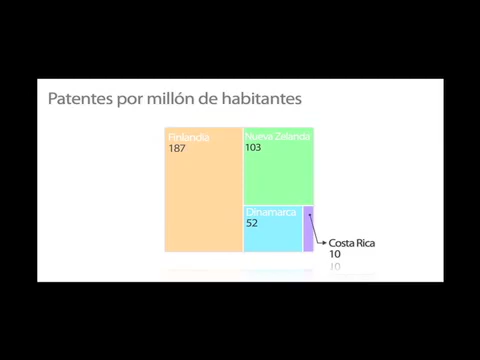 Patentes por millón de habitantes
Finlandia
187
Nueva Zelanda
103
Dinamarca
52
Costa Rica
10